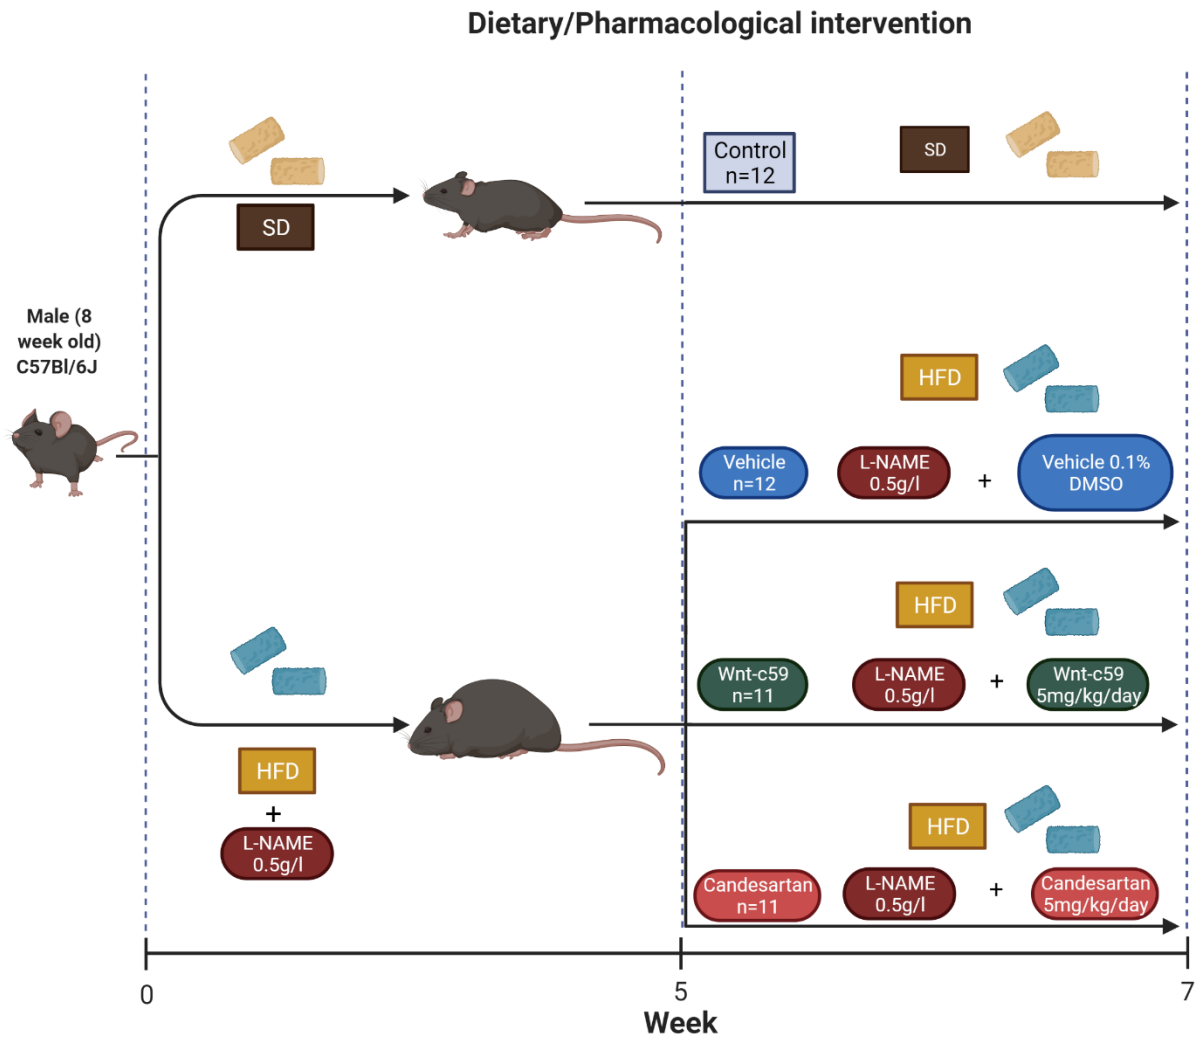 Dietary/Pharmacological intervention
Control
n=12
SD
SD
Male (8
week old)
C57Bl/6J
HFD
Vehicle
n=12
L-NAME
0.5g/l
+
Vehicle 0.1%
DMSO
HFD
Wnt-c59
n=11
L-NAME
0.5g/l
+
Wnt-c59
5mg/kg/day
HFD
+
L-NAME
0.5g/l
HFD
Candesartan
n=11
L-NAME
0.5g/l
+
Candesartan
5mg/kg/day
0
5
7
Week